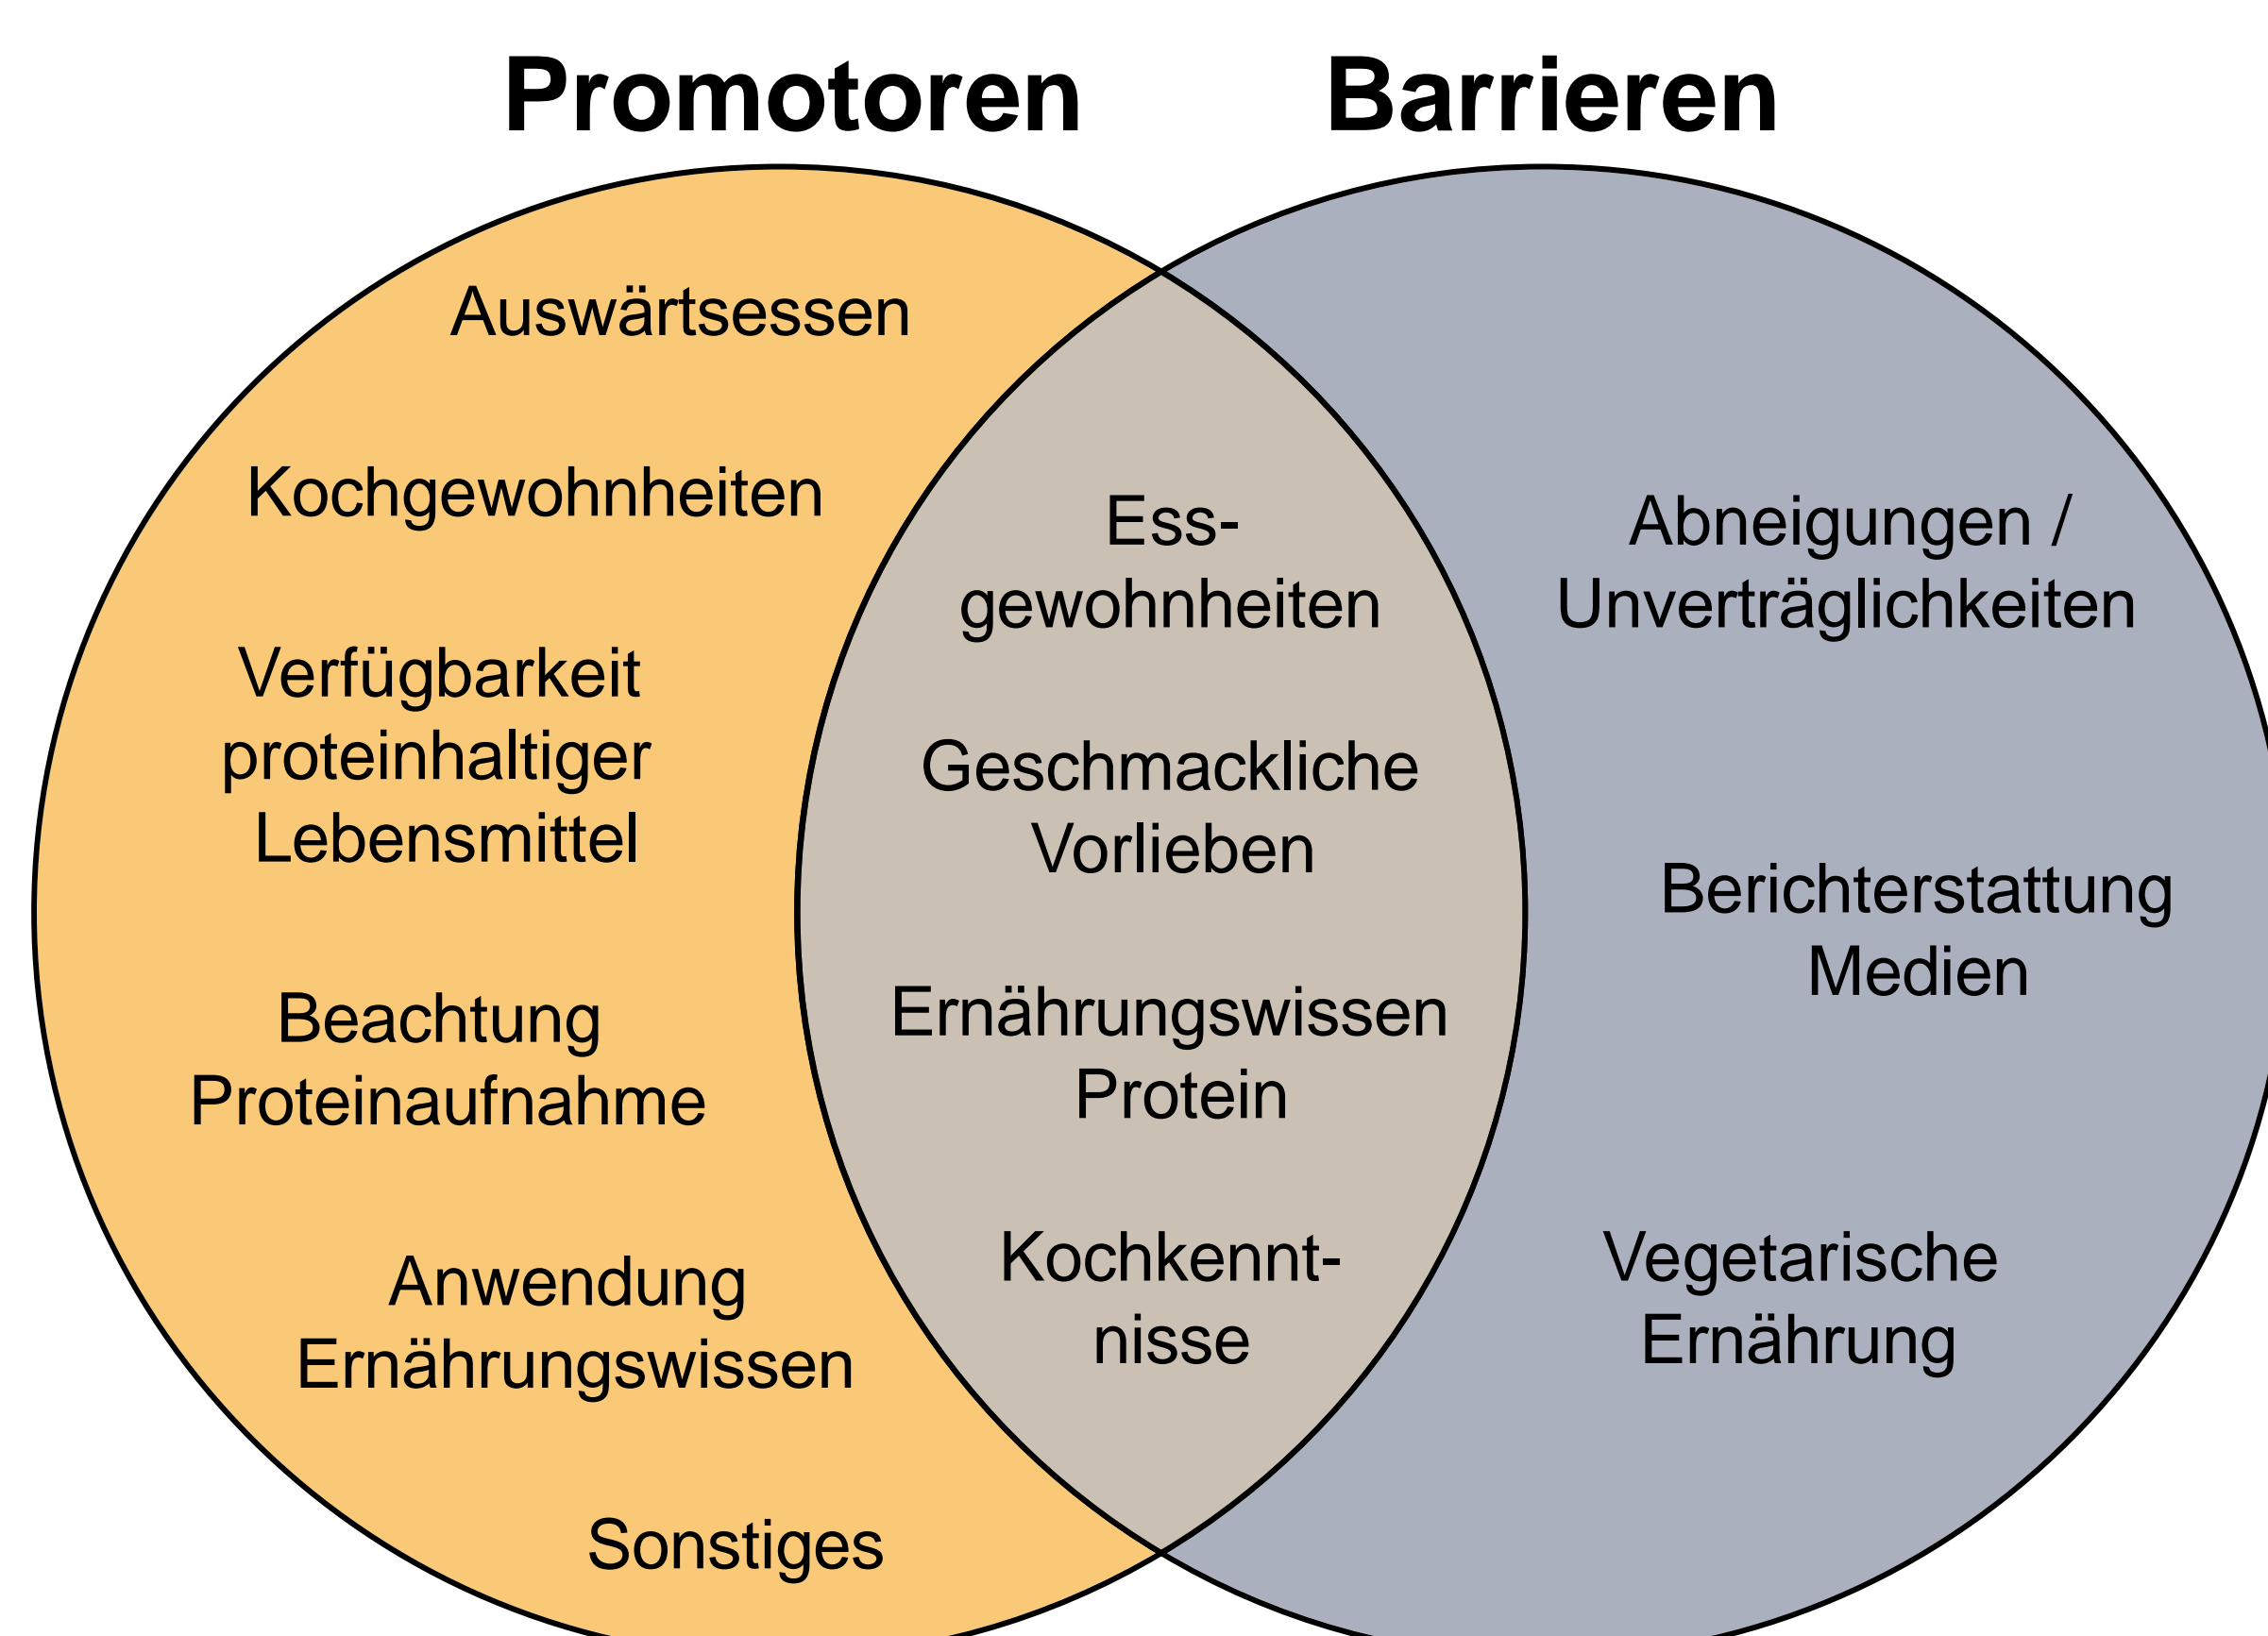 Promotoren
Barrieren
Auswärtsessen
Kochgewohnheiten
Verfügbarkeit
proteinhaltiger
Lebensmittel
Beachtung
Proteinaufnahme
Anwendung
Ernährungswissen
Sonstiges
Ess-
gewohnheiten
Geschmackliche
Vorlieben
Ernährungswissen
Protein
Kochkennt-
nisse
Abneigungen /
Unverträglichkeiten
Berichterstattung
Medien
Vegetarische
Ernährung